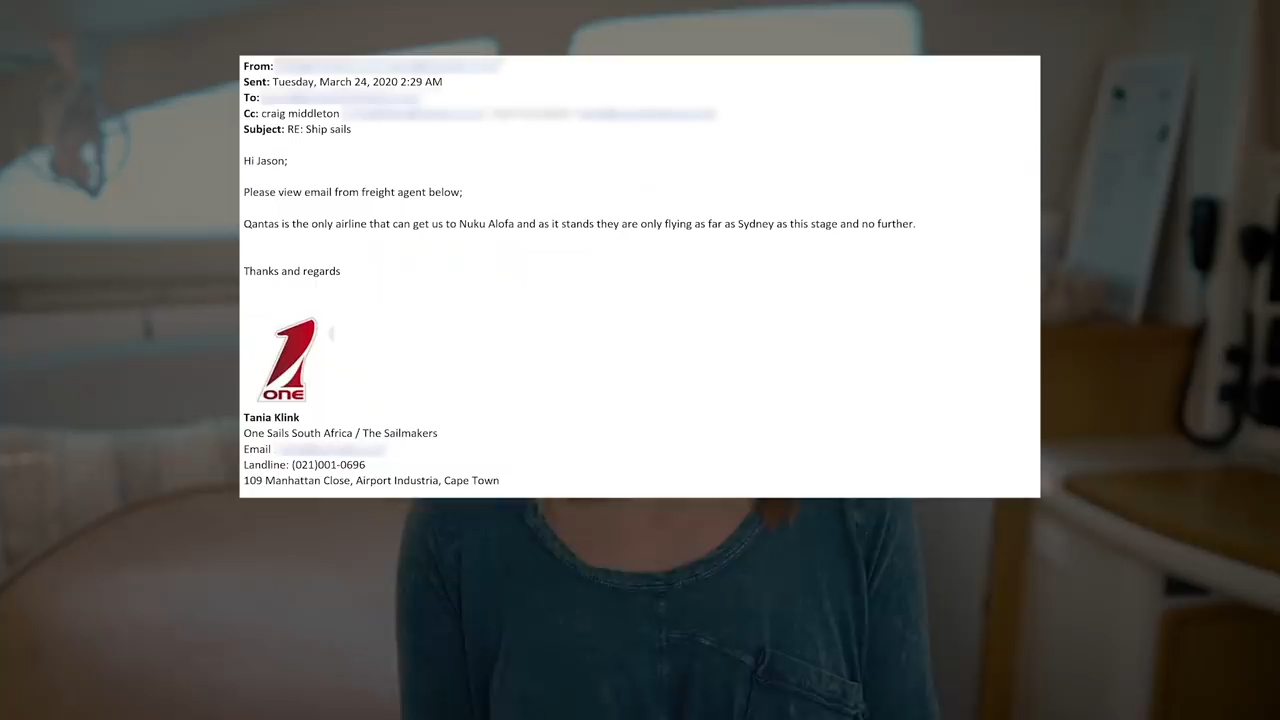 From:
Sent: Tuesday, March 24, 2020 2:29 AM
To:
Cc: craig middleton
Subject: RE: Ship sails
Hi Jason;
Please view email from freight agent below;
Qantas is the only airline that can get us to Nuku Alofa and as it stands they are only flying as far as Sydney as this stage and no further.
Thanks and regards
1
ONE
Tania Klink
One Sails South Africa / The Sailmakers
Email
Landline: (021)001-0696
109 Manhattan Close, Airport Industria, Cape Town